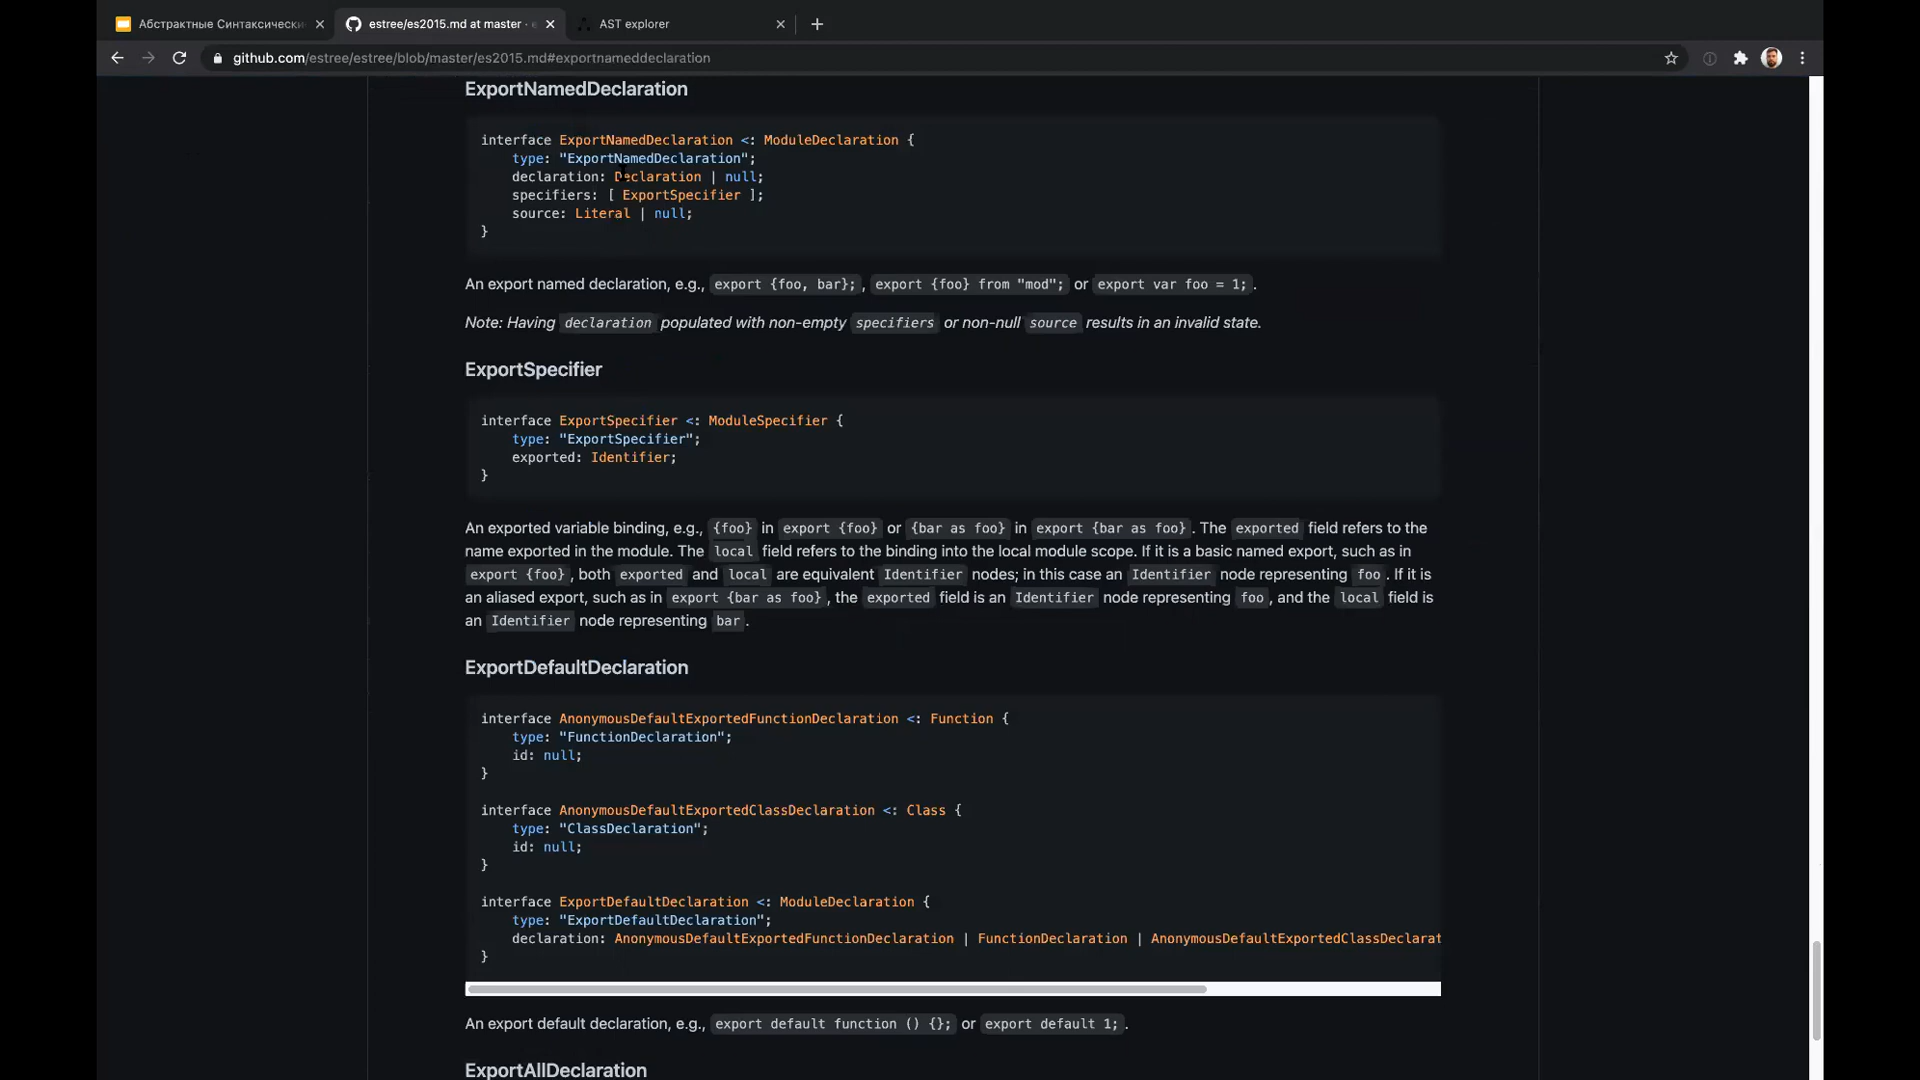 Абстрактные Синтаксически
estree/es2015.md at master · e
AST explorer
github.com/estree/estree/blob/master/es2015.md#exportnameddeclaration
ExportNamedDeclaration
interface ExportNamedDeclaration <: ModuleDeclaration {
    type: "ExportNamedDeclaration";
    declaration: Declaration | null;
    specifiers: [ ExportSpecifier ];
    source: Literal | null;
}
An export named declaration, e.g., export {foo, bar};, export {foo} from "mod"; or export var foo = 1;.
Note: Having declaration populated with non-empty specifiers or non-null source results in an invalid state.
ExportSpecifier
interface ExportSpecifier <: ModuleSpecifier {
    type: "ExportSpecifier";
    exported: Identifier;
}
An exported variable binding, e.g., {foo} in export {foo} or {bar as foo} in export {bar as foo}. The exported field refers to the
name exported in the module. The local field refers to the binding into the local module scope. If it is a basic named export, such as in
export {foo}, both exported and local are equivalent Identifier nodes; in this case an Identifier node representing foo. If it is
an aliased export, such as in export {bar as foo}, the exported field is an Identifier node representing foo, and the local field is
an Identifier node representing bar.
ExportDefaultDeclaration
interface AnonymousDefaultExportedFunctionDeclaration <: Function {
    type: "FunctionDeclaration";
    id: null;
}
interface AnonymousDefaultExportedClassDeclaration <: Class {
    type: "ClassDeclaration";
    id: null;
}
interface ExportDefaultDeclaration <: ModuleDeclaration {
    type: "ExportDefaultDeclaration";
    declaration: AnonymousDefaultExportedFunctionDeclaration | FunctionDeclaration | AnonymousDefaultExportedClassDeclarat
}
An export default declaration, e.g., export default function () {}; or export default 1;.
ExportAllDeclaration